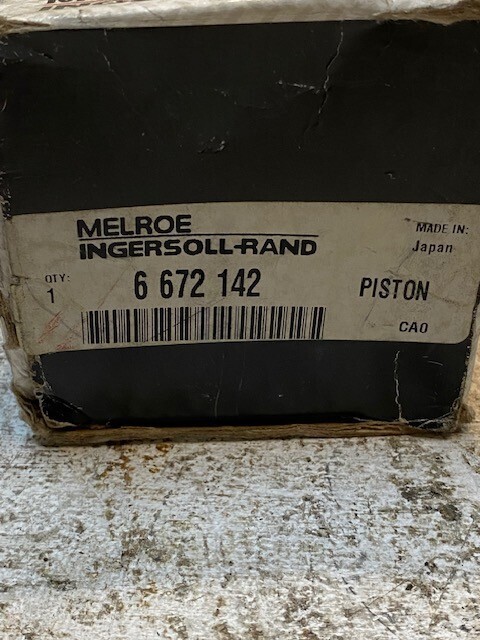 MELROE
INGERSOLL-RAND
MADE IN:
Japan
QTY:
1
6 672 142
PISTON
CAO